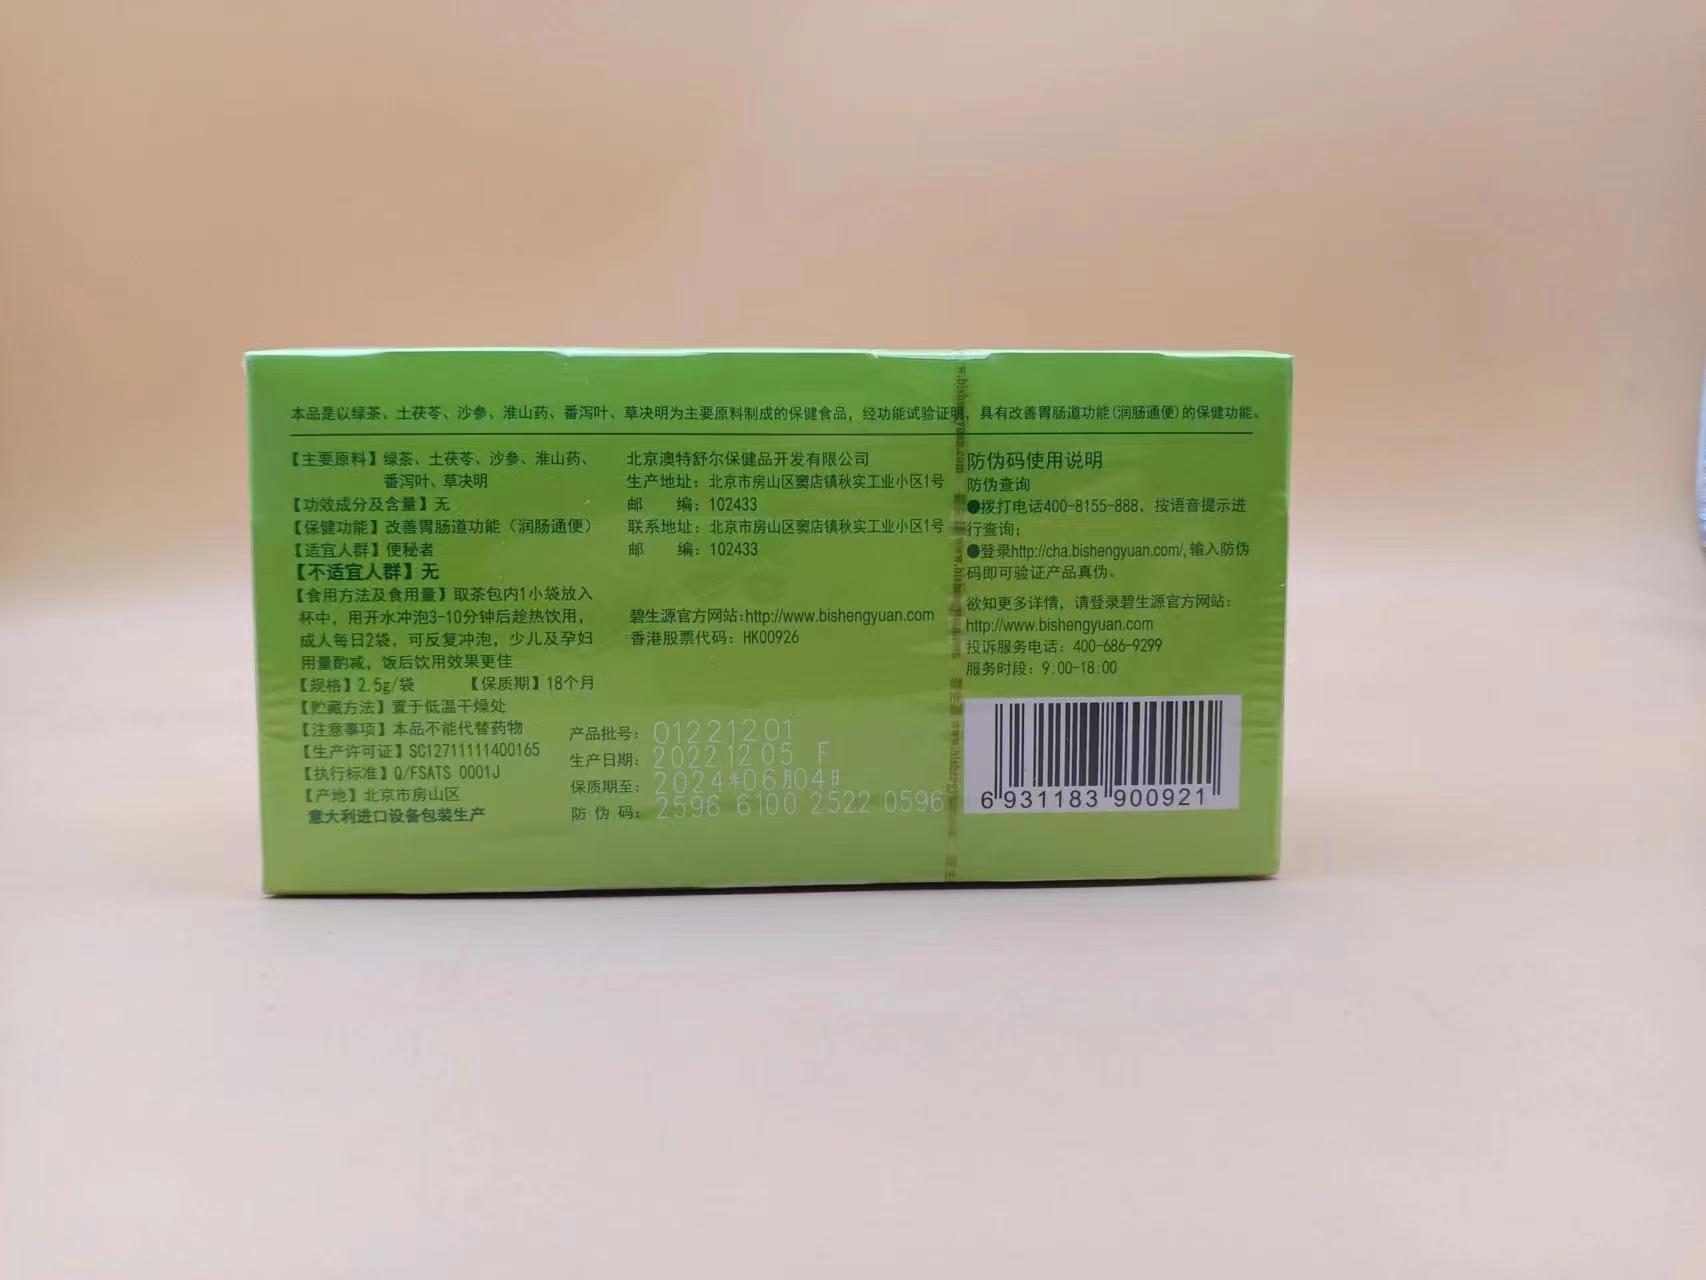 本品是以绿茶、土茯苓、沙参、淮山药、番泻叶、草决明为主要原料制成的保健食品，经功能试验证明，具有改善胃肠道功能(润肠通便)的保健功能。
【主要原料】绿茶、土茯苓、沙参、淮山药、
番泻叶、草决明
【功效成分及含量】无
【保健功能】改善胃肠道功能（润肠通便）
【适宜人群】便秘者
【不适宜人群】无
【食用方法及食用量】取茶包内1小袋放入
杯中，用开水冲泡3-10分钟后趁热饮用，
成人每日2袋，可反复冲泡，少儿及孕妇
用量酌减，饭后饮用效果更佳
【规格】2.5g/袋 【保质期】18个月
【贮藏方法】置于低温干燥处
【注意事项】本品不能代替药物
【生产许可证】SC12711111400165
【执行标准】Q/FSATS 0001J
【产地】北京市房山区
意大利进口设备包装生产
北京澳特舒尔保健品开发有限公司
生产地址：北京市房山区窦店镇秋实工业小区1号
邮 编：102433
联系地址：北京市房山区窦店镇秋实工业小区1号
邮 编：102433
碧生源官方网站:http://www.bishengyuan.com
香港股票代码：HK00926
产品批号：01221201
生产日期：2022 12 05 F
保质期至：2024年06月04日
防 伪 码：2596 6100 2522 0596
防伪码使用说明
防伪查询
●拨打电话400-8155-888，按语音提示进
行查询；
●登录http://cha.bishengyuan.com/,输入防伪
码即可验证产品真伪。
欲知更多详情，请登录碧生源官方网站：
http://www.bishengyuan.com
投诉服务电话：400-686-9299
服务时段：9:00-18:00
6 931183 900921